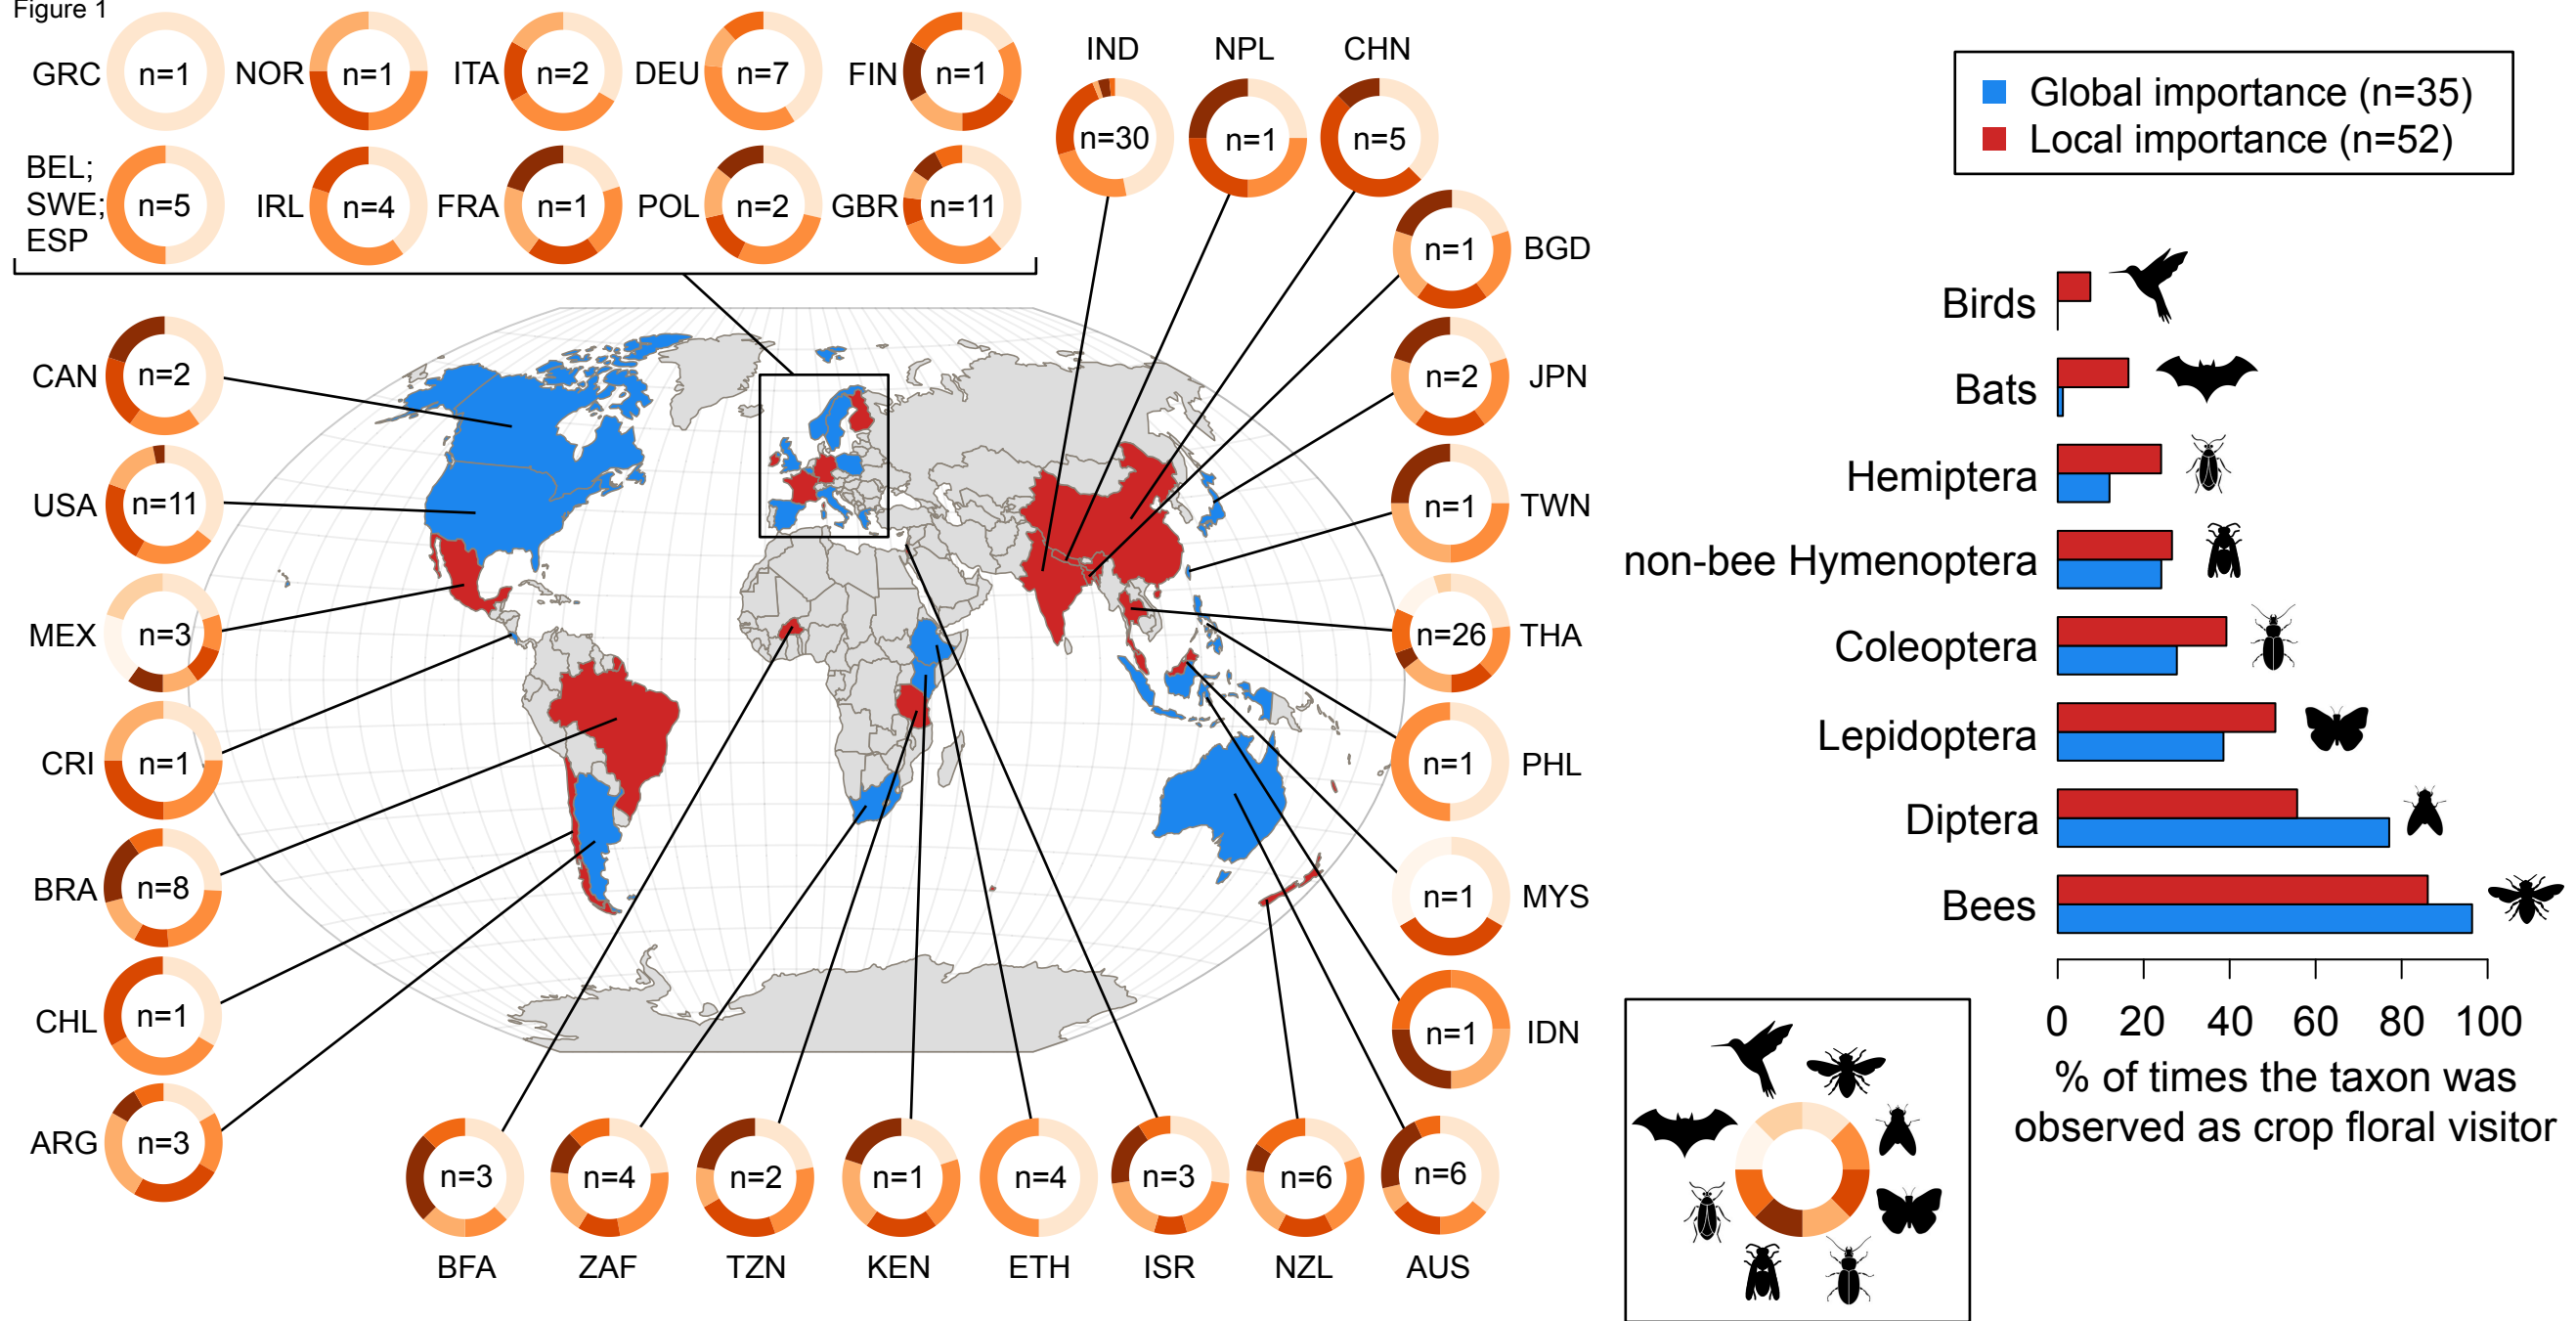 Figure 1
GRC n=1
NOR n=1
ITA n=2
DEU n=7
FIN n=1
BEL;
SWE;
ESP
n=5
IRL n=4
FRA n=1
POL n=2
GBR n=11
IND
n=30
NPL
n=1
CHN
n=5
n=1 BGD
n=2 JPN
n=1 TWN
n=26 THA
n=1 PHL
n=1 MYS
n=1 IDN
CAN n=2
USA n=11
MEX n=3
CRI n=1
BRA n=8
CHL n=1
ARG n=3
n=3
BFA
n=4
ZAF
n=2
TZN
n=1
KEN
n=4
ETH
n=3
ISR
n=6
NZL
n=6
AUS
Global importance (n=35)
Local importance (n=52)
Birds
Bats
Hemiptera
non-bee Hymenoptera
Coleoptera
Lepidoptera
Diptera
Bees
0 20 40 60 80 100
% of times the taxon was
observed as crop floral visitor